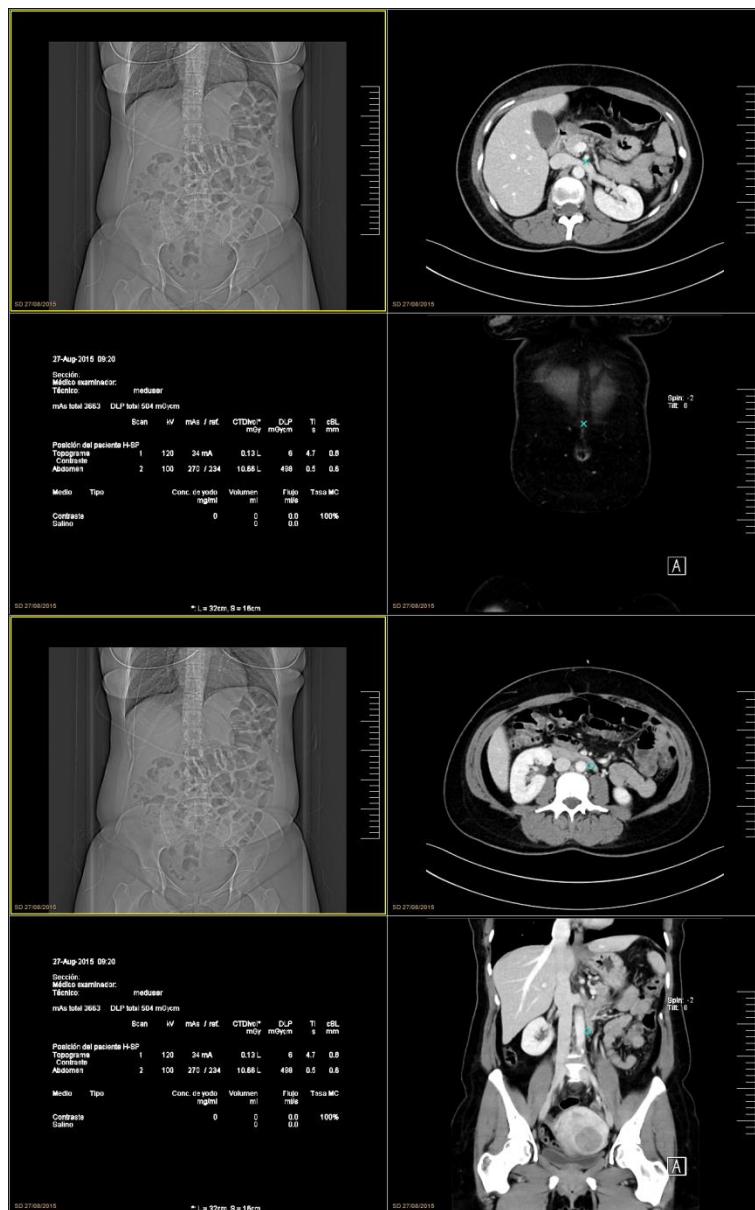 SD 27/08/2015
SD 27/08/2015
27-Aug-2015 09:20
Sección:
Médico examinador:
Técnico: meduser
mAs total 3663 DLP total 504 mGycm
Scan kV mAs / ref. CTDIvol* DLP TI cSL
mGy mGycm s mm
Posición del paciente H-SP
Topograma 1 120 34 mA 0.13 L 6 4.7 0.6
Contraste
Abdomen 2 100 270 / 234 10.66 L 498 0.5 0.6
Medio Tipo Conc. de yodo Volumen Flujo Tasa MC
mg/ml ml ml/s
Contraste 0 0 0.0 100%
Salino 0 0.0
*: L = 32cm, S = 16cm
SD 27/08/2015
Spin: -2
Tilt: 0
A
SD 27/08/2015
SD 27/08/2015
SD 27/08/2015
27-Aug-2015 09:20
Sección:
Médico examinador:
Técnico: meduser
mAs total 3663 DLP total 504 mGycm
Scan kV mAs / ref. CTDIvol* DLP TI cSL
mGy mGycm s mm
Posición del paciente H-SP
Topograma 1 120 34 mA 0.13 L 6 4.7 0.6
Contraste
Abdomen 2 100 270 / 234 10.66 L 498 0.5 0.6
Medio Tipo Conc. de yodo Volumen Flujo Tasa MC
mg/ml ml ml/s
Contraste 0 0 0.0 100%
Salino 0 0.0
*: L = 32cm, S = 16cm
SD 27/08/2015
Spin: -2
Tilt: 0
A
SD 27/08/2015